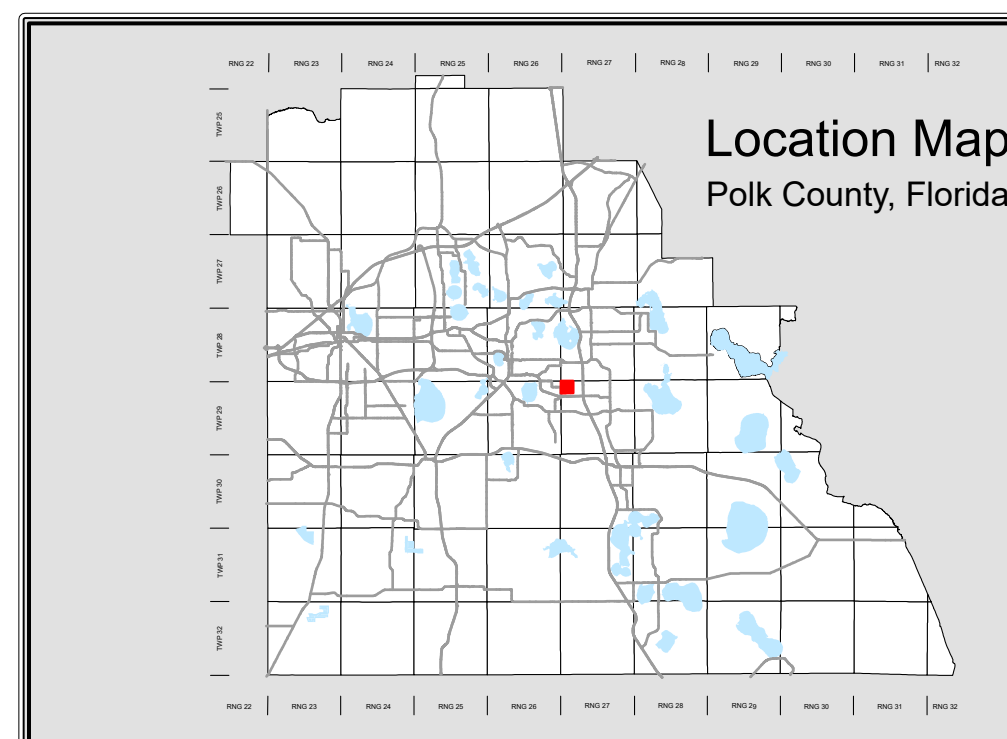 RNG 22 RNG 23 RNG 24 RNG 25 RNG 26 RNG 27 RNG 28 RNG 29 RNG 30 RNG 31 RNG 32
Location Map
Polk County, Florida
TWP 25
TWP 26
TWP 27
TWP 28
TWP 29
TWP 30
TWP 31
TWP 32
RNG 22 RNG 23 RNG 24 RNG 25 RNG 26 RNG 27 RNG 28 RNG 29 RNG 30 RNG 31 RNG 32